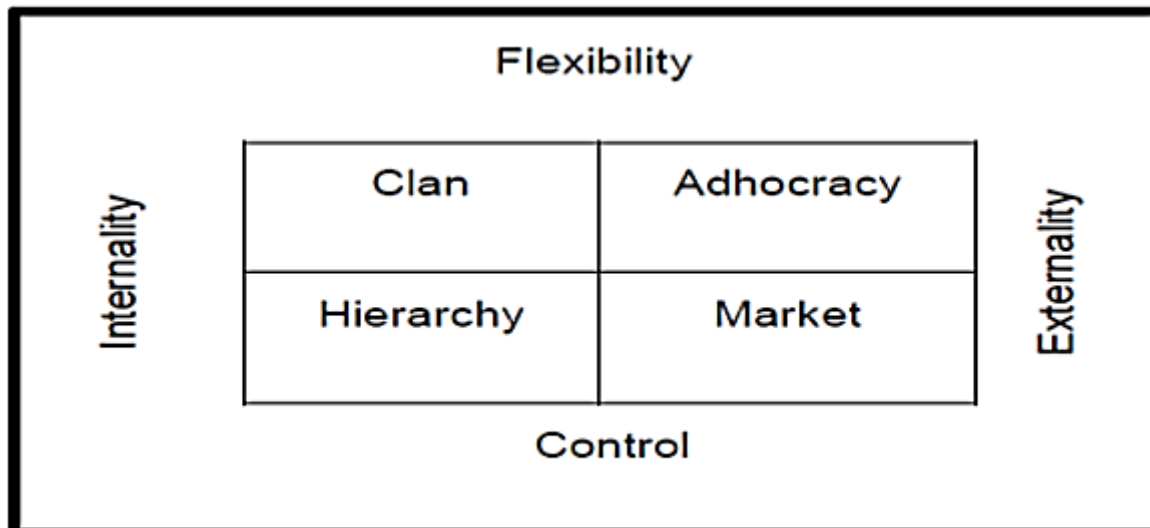 Flexibility
Internality
Clan
Adhocracy
Externality
Hierarchy
Market
Control